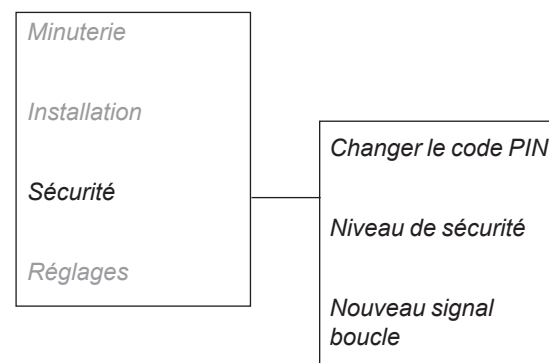 Minuterie
Installation
Sécurité
Réglages
Changer le code PIN
Niveau de sécurité
Nouveau signal
boucle